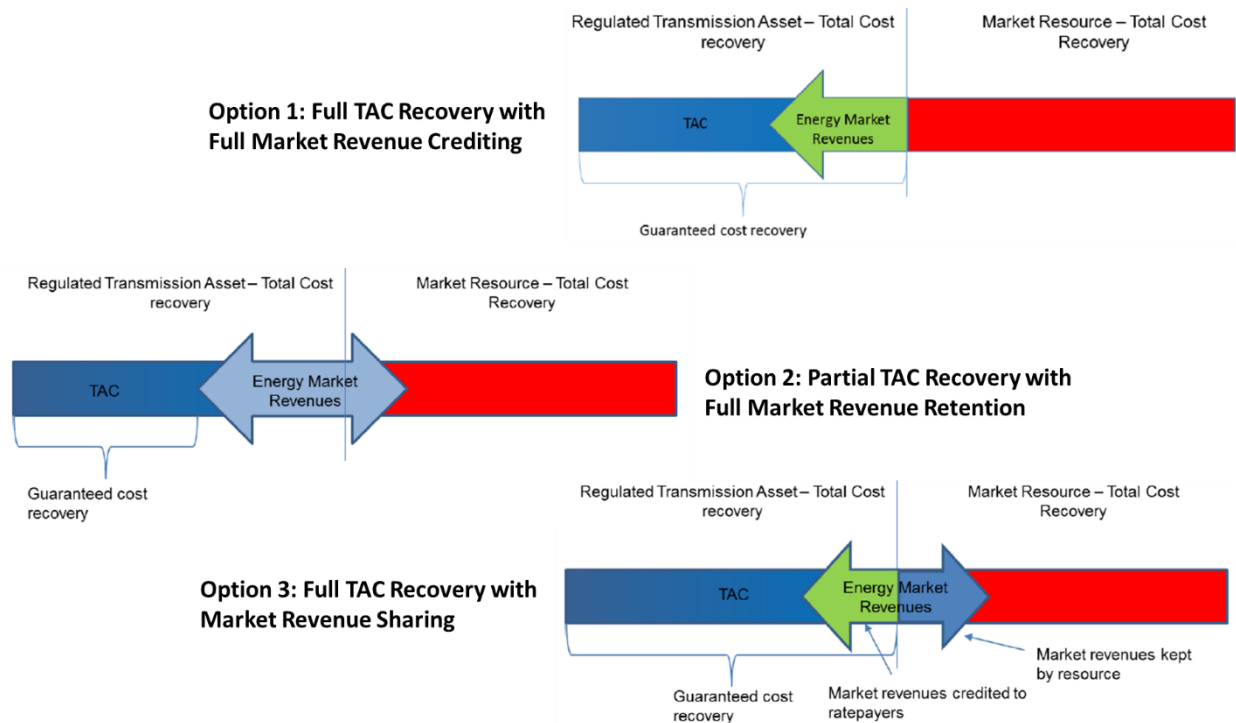 Regulated Transmission Asset – Total Cost
recovery
Market Resource – Total Cost
Recovery
Option 1: Full TAC Recovery with
Full Market Revenue Crediting
TAC
Energy Market
Revenues
Guaranteed cost recovery
Regulated Transmission Asset – Total Cost
recovery
Market Resource – Total Cost
Recovery
TAC
Energy Market
Revenues
Option 2: Partial TAC Recovery with
Full Market Revenue Retention
Guaranteed cost
recovery
Regulated Transmission Asset – Total Cost
recovery
Market Resource – Total Cost
Recovery
Option 3: Full TAC Recovery with
Market Revenue Sharing
TAC
Energy Market
Revenues
Guaranteed cost
recovery
Market revenues credited to
ratepayers
Market revenues kept
by resource